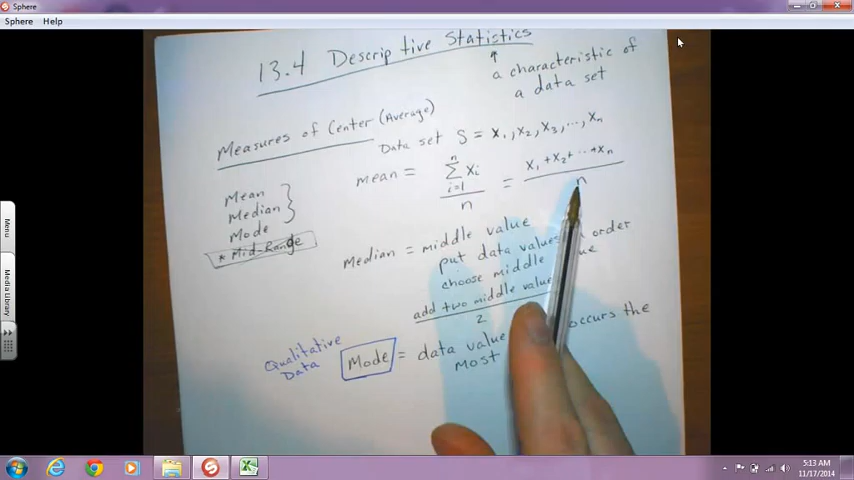 Sphere
Sphere Help
13.4 Descriptive Statistics
a characteristic of
a data set
Measures of Center (Average)
Data set S = x₁, x₂, x₃, ..., xₙ
mean = n Σ i=1 xᵢ / n = x₁ + x₂ + ... + xₙ / n
Mean
Median
Mode
* Mid-Range
Median = middle value
put data values order
choose middle
add two middle value
2
Qualitative
Data
Mode = data value occurs the
most
Menu
Media Library
5:13 AM
11/17/2014